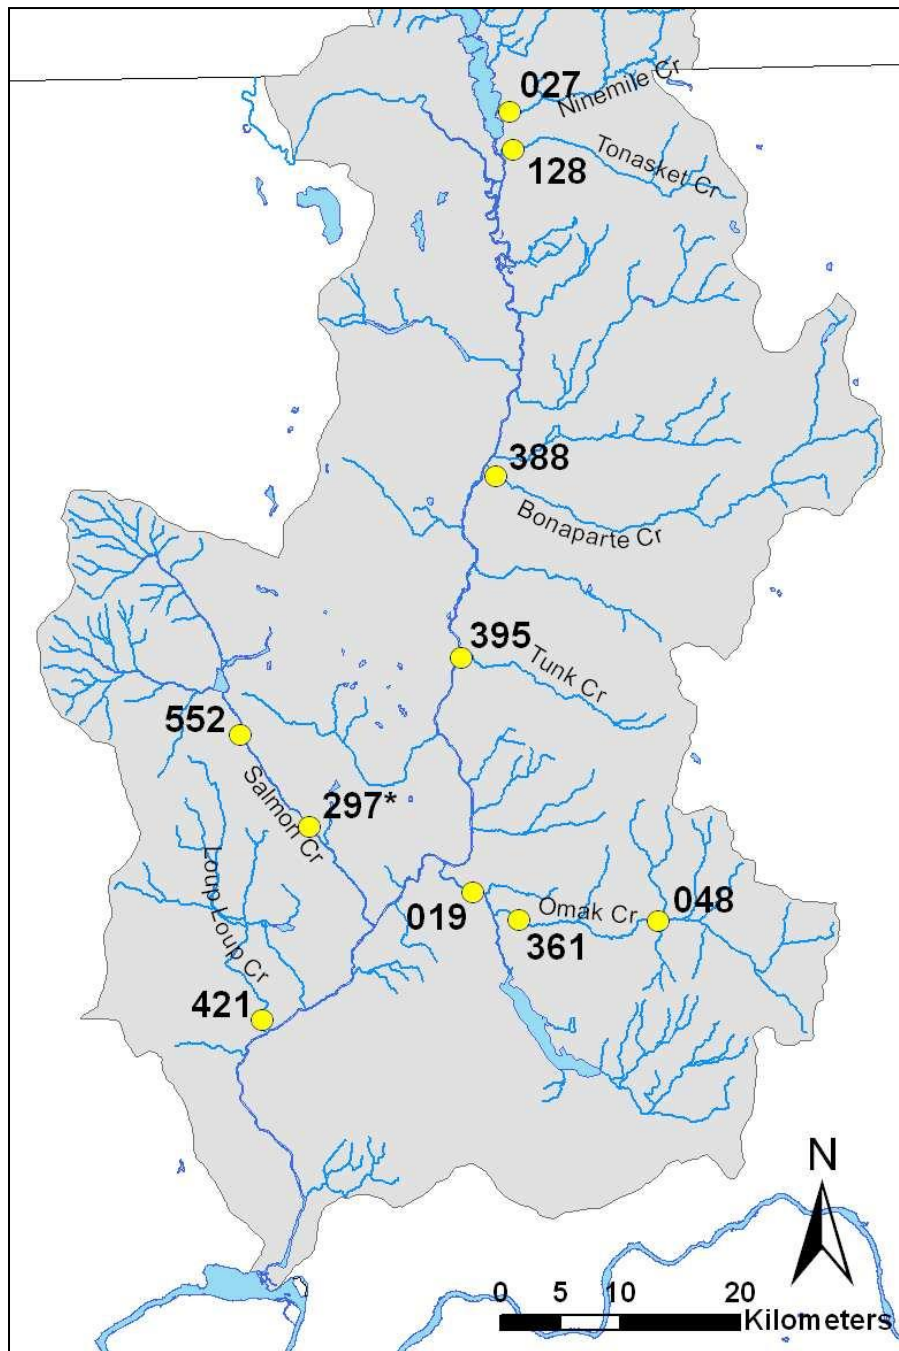 027
Ninemile Cr
128
Tonasket Cr
388
Bonaparte Cr
395
Tunk Cr
552
Salmon Cr
297*
Loup Loup Cr
019
Omak Cr
048
361
421
N
0 5 10 20
Kilometers